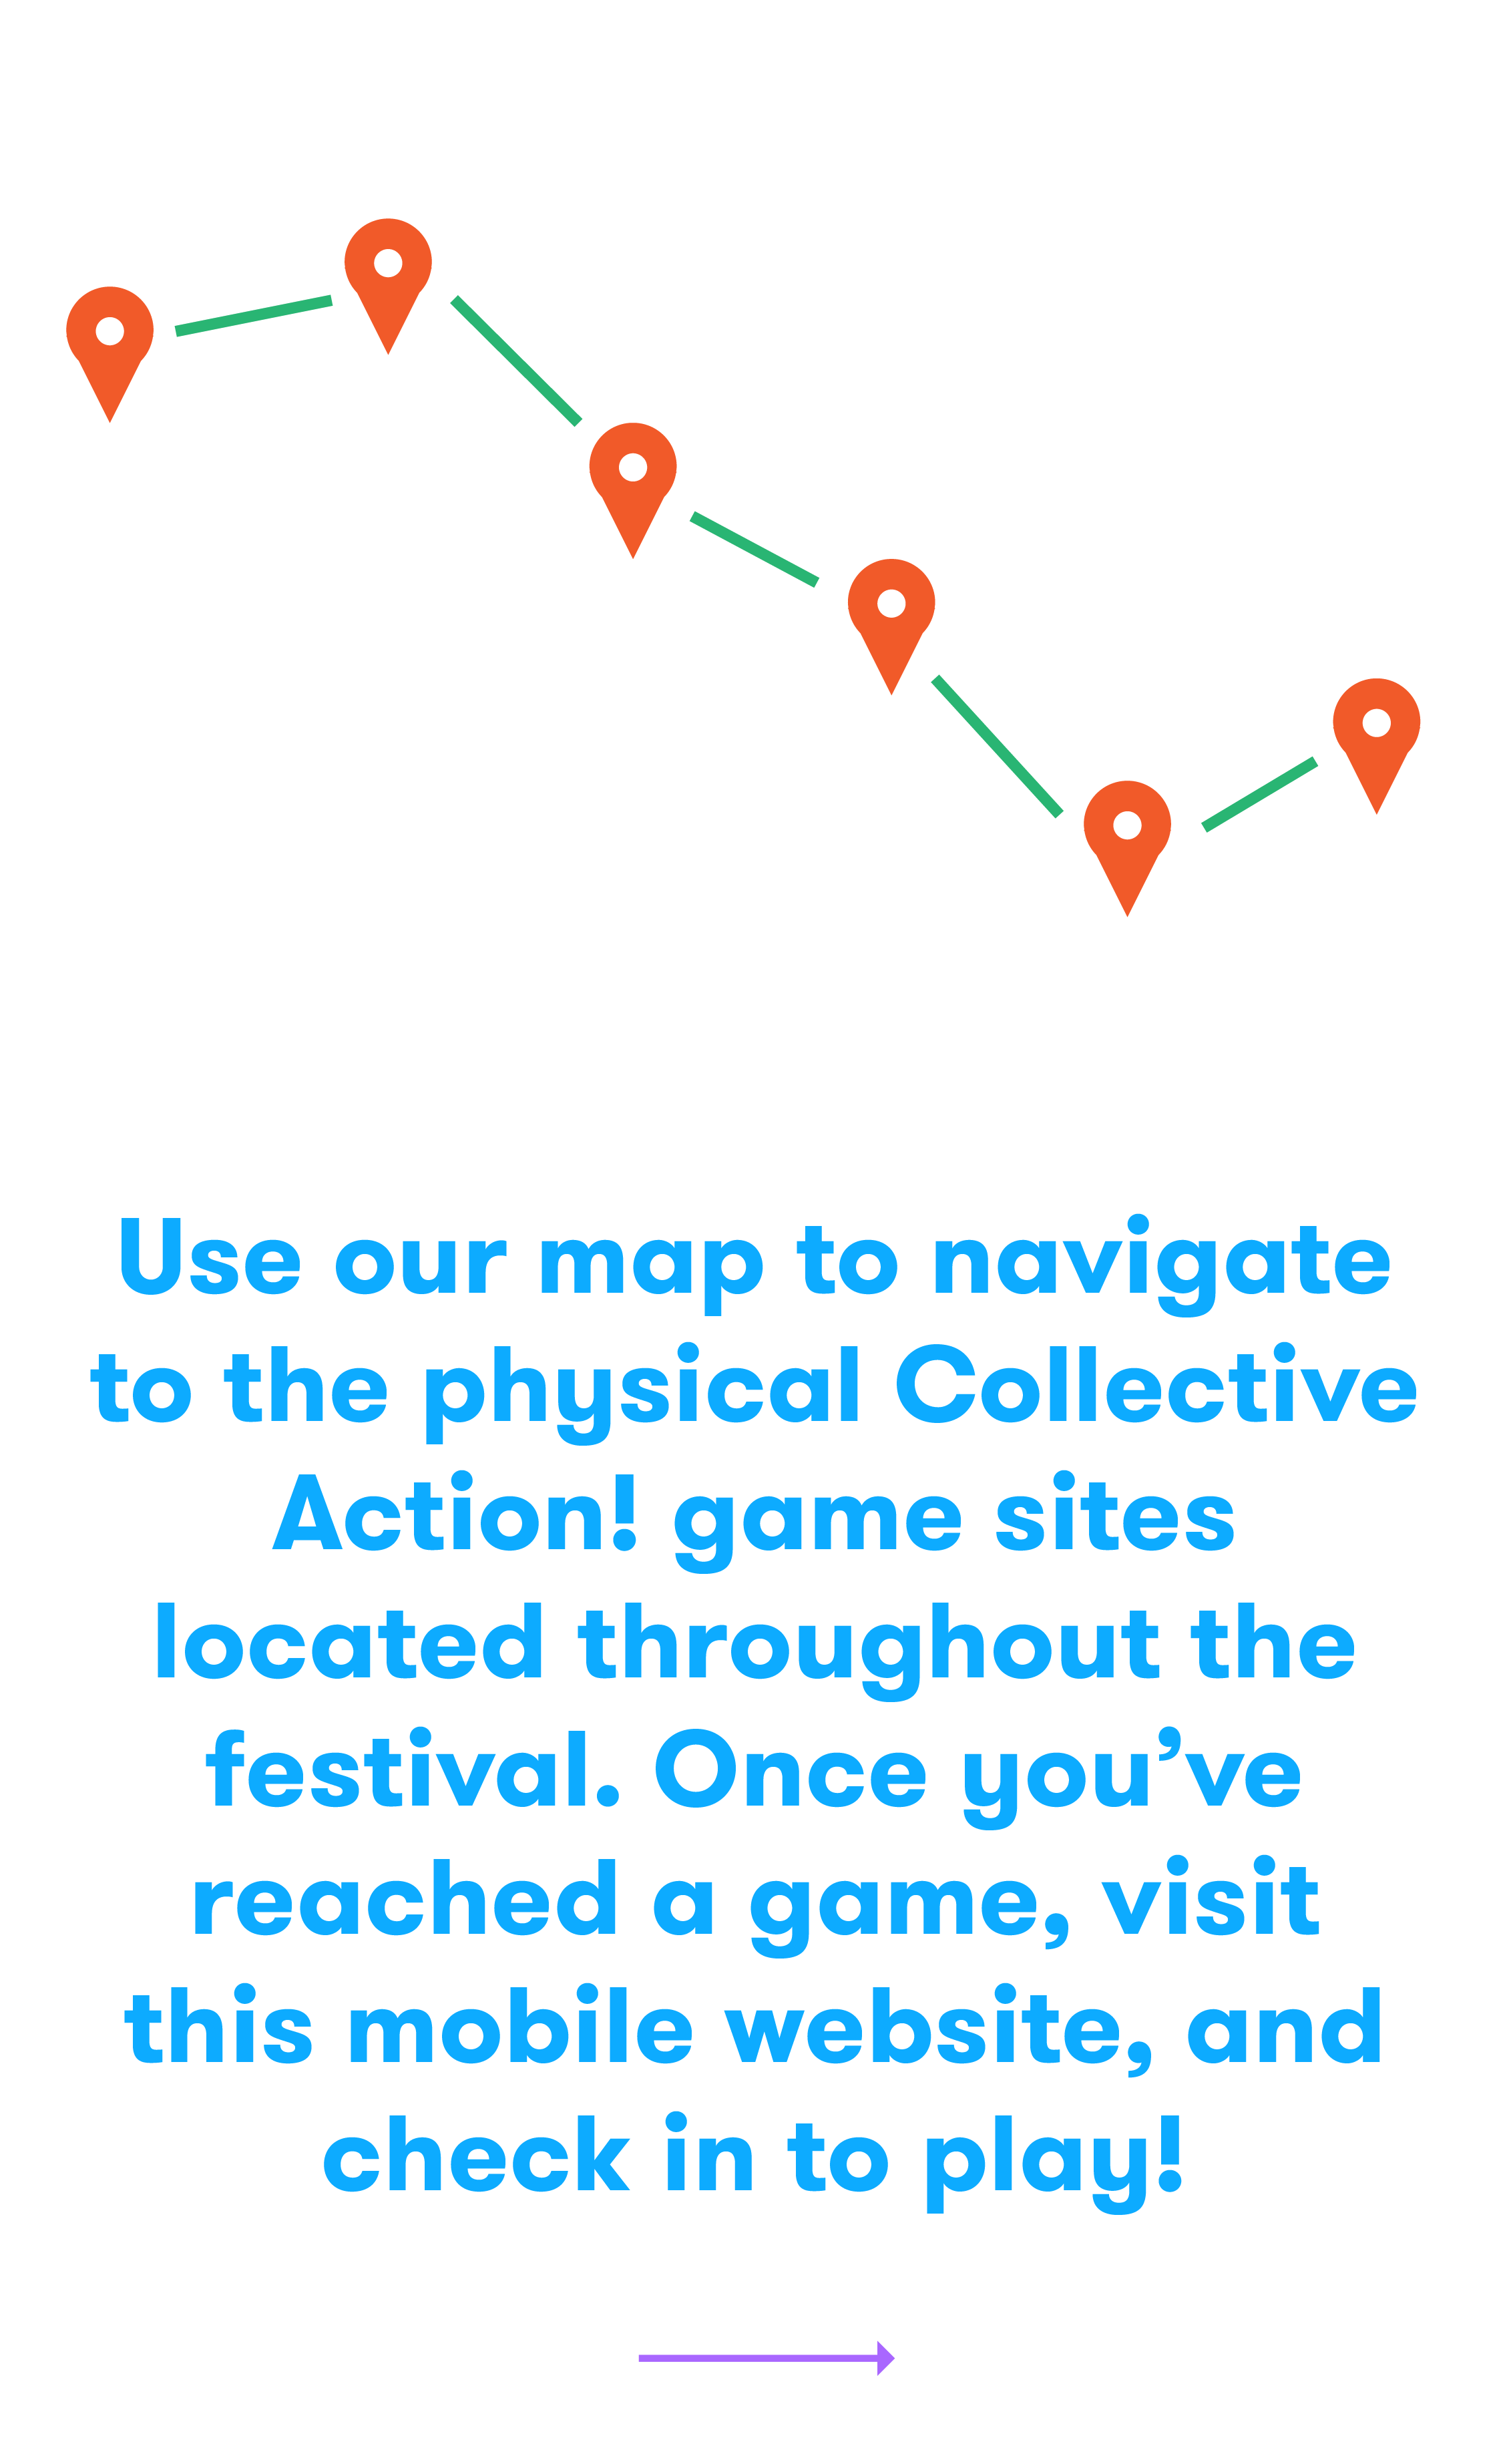 Use our map to navigate
to the physical Collective
Action! game sites
located throughout the
festival. Once you’ve
reached a game, visit
this mobile website, and
check in to play!